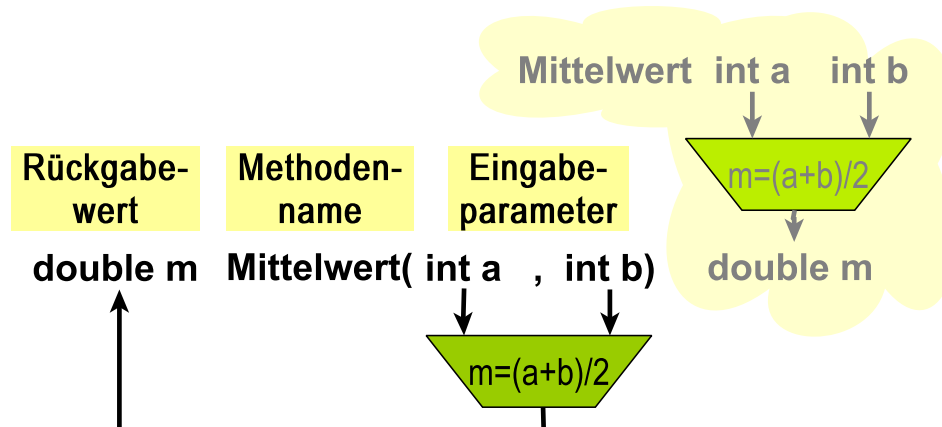 Mittelwert int a int b
m=(a+b)/2
double m
Rückgabe-
wert
Methoden-
name
Eingabe-
parameter
double m Mittelwert( int a , int b)
m=(a+b)/2